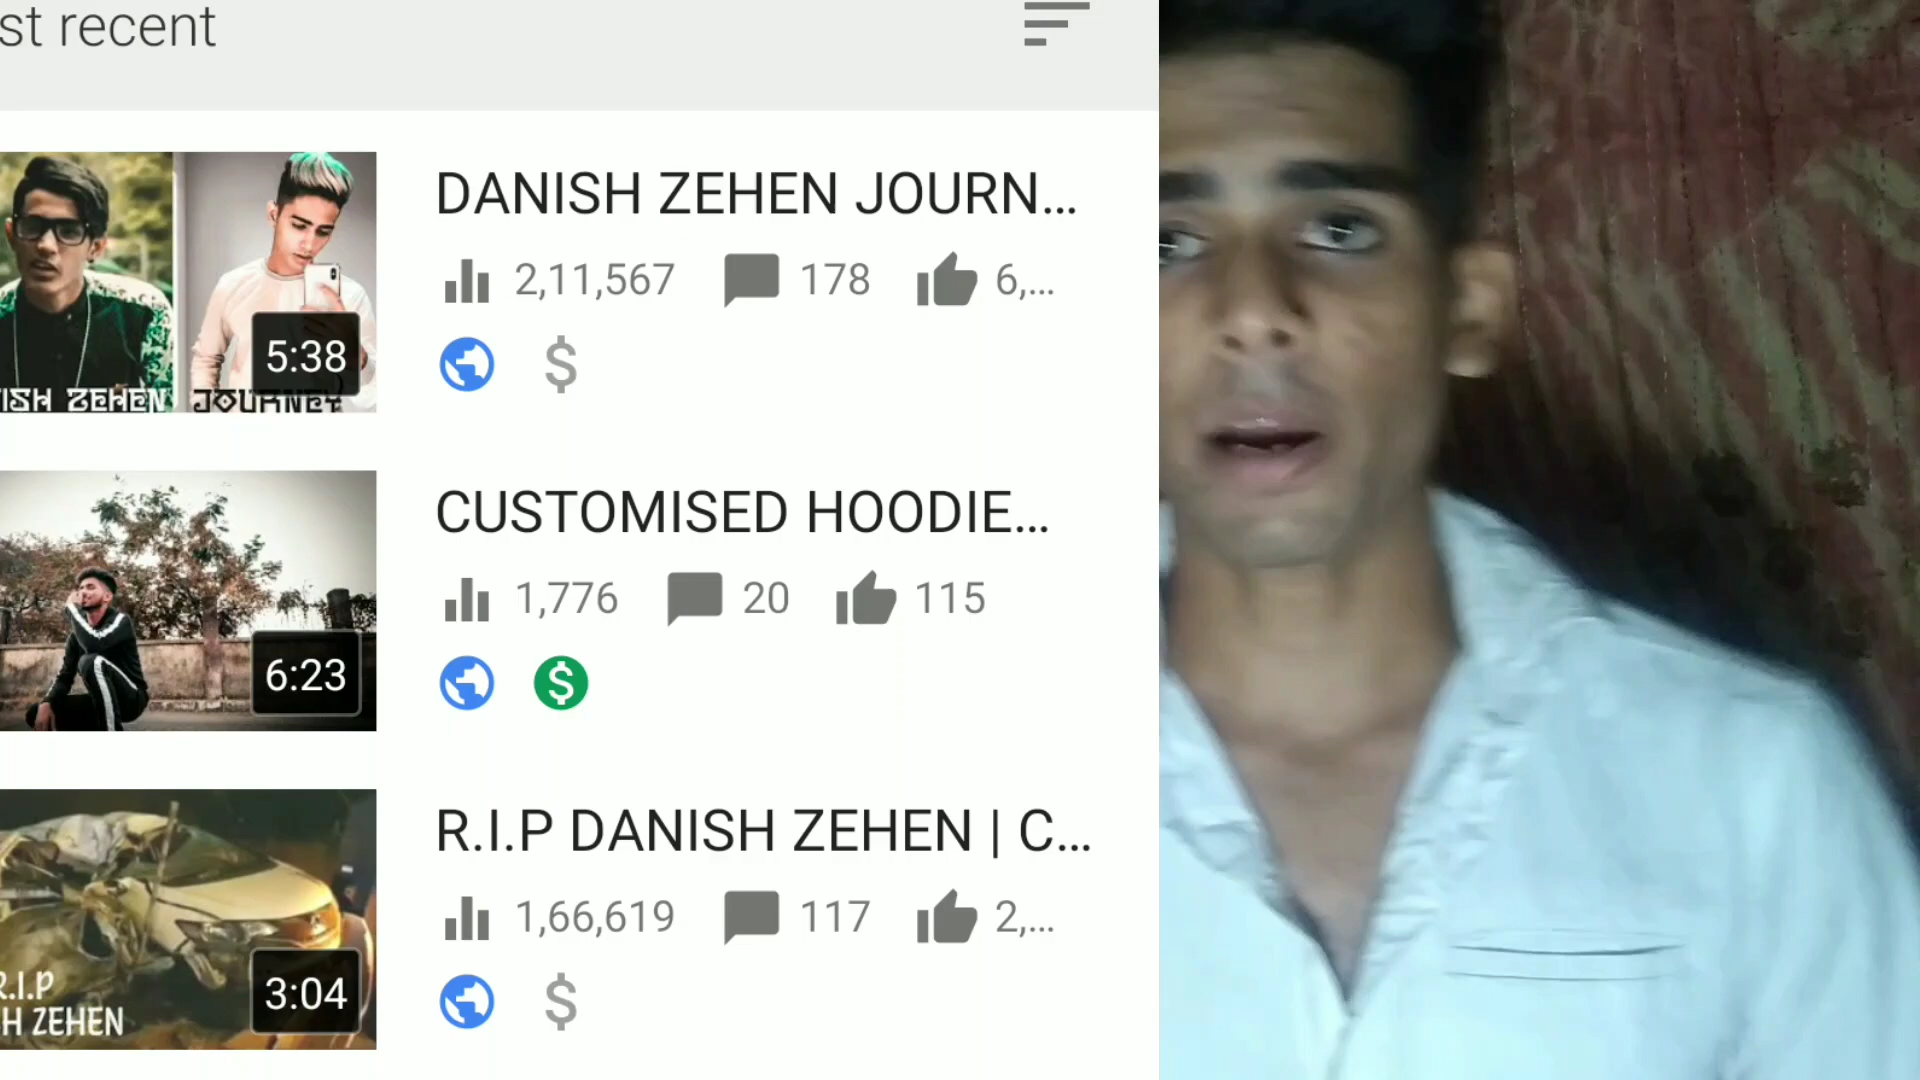 st recent
DANISH ZEHEN JOURN...
2,11,567 178 6,...
5:38
ISH ZEHEN JOURNEY
CUSTOMISED HOODIE...
1,776 20 115
6:23
R.I.P DANISH ZEHEN | C...
1,66,619 117 2,...
3:04
R.I.P
H ZEHEN